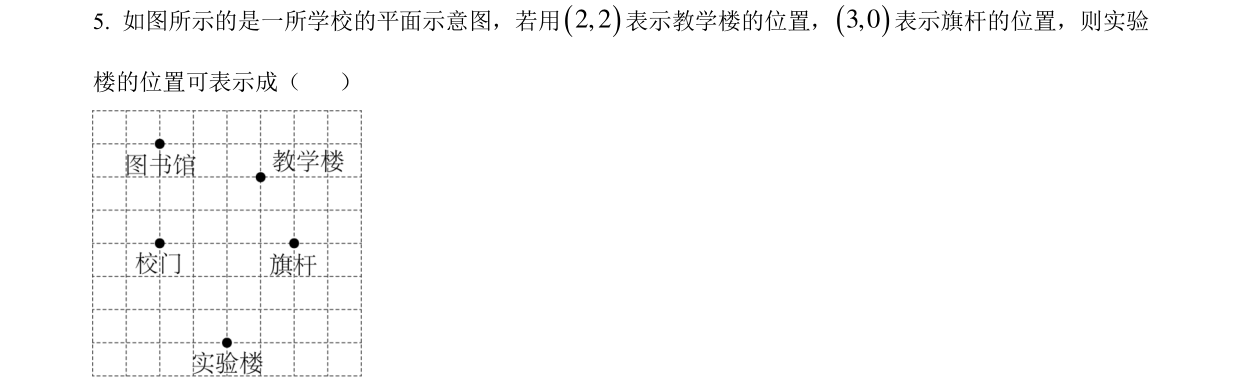 5. 如图所示的是一所学校的平面示意图，若用(2,2)表示教学楼的位置，(3,0)表示旗杆的位置，则实验
楼的位置可表示成（　　）
图书馆
教学楼
校门
旗杆
实验楼